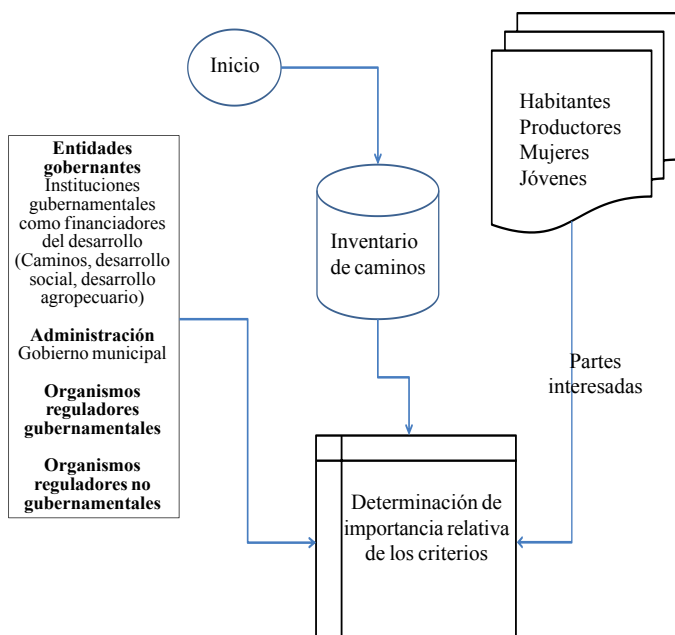 Inicio
Habitantes
Productores
Mujeres
Jóvenes
Entidades
gobernantes
Instituciones
gubernamentales
como financiadores
del desarrollo
(Caminos, desarrollo
social, desarrollo
agropecuario)
Administración
Gobierno municipal
Organismos
reguladores
gubernamentales
Organismos
reguladores no
gubernamentales
Inventario
de caminos
Partes
interesadas
Determinación de
importancia relativa
de los criterios